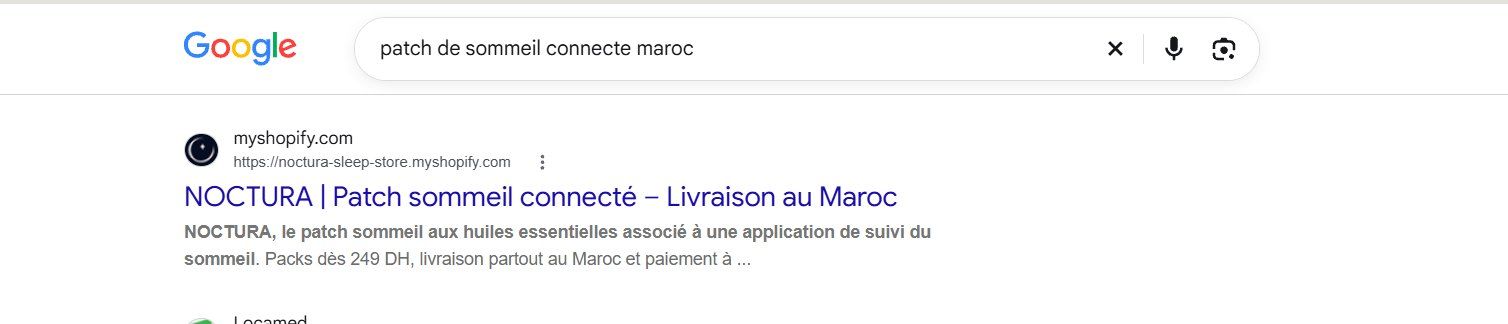 Google
patch de sommeil connecte maroc
myshopify.com
https://noctura-sleep-store.myshopify.com
NOCTURA | Patch sommeil connecté – Livraison au Maroc
NOCTURA, le patch sommeil aux huiles essentielles associé à une application de suivi du
sommeil. Packs dès 249 DH, livraison partout au Maroc et paiement à ...
Locamed